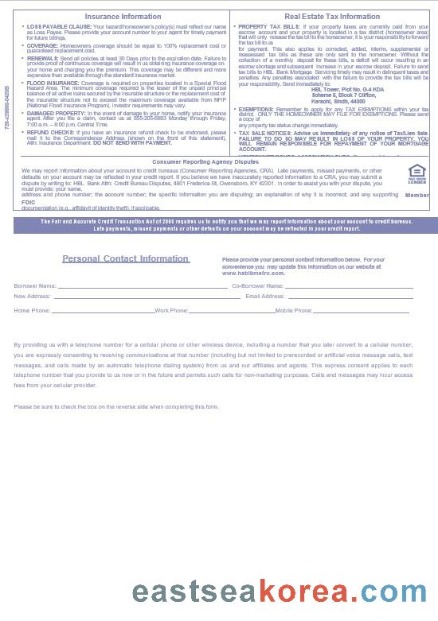 Insurance Information
LOSS PAYABLE CLAUSE: Your hazard/homeowner's policy(s) must reflect our name
as Loss Payee. Please provide your account number to your agent for timely payment
for future billings.
COVERAGE: Homeowners coverage should be equal to 100% replacement cost or
guaranteed replacement cost.
RENEWALS: Send all policies at least 30 Days prior to the expiration date. Failure to
provide proof of continuous coverage will result in us obtaining insurance coverage on
your home and charging you the premium. This coverage may be different and more
expensive than available through the standard insurance market.
FLOOD INSURANCE: Coverage is required on properties located in a Special Flood
Hazard Area. The minimum coverage required is the lesser of the unpaid principal
balance of all active loans secured by the insurable structure or the replacement cost of
the insurable structure not to exceed the maximum coverage available from NFIP
(National Flood Insurance Program). Investor requirements may vary.
DAMAGED PROPERTY: In the event of damage to your home, notify your insurance
agent. After you file a claim, contact us at Monday through Friday,
7:00 a.m. – 8:00 p.m. Central Time.
REFUND CHECKS: If you have an insurance refund check to be endorsed, please
mail it to the Correspondence Address (shown on the front of this statement),
Attn: Insurance Department. DO NOT SEND WITH PAYMENT.
Real Estate Tax Information
PROPERTY TAX BILLS: If your property taxes are currently paid from your
escrow account and your property is located in a tax district (homeowner area)
that will only release the tax bill to the homeowner, it is your responsibility to forward
the tax bill to us
for payment. This also applies to corrected, added, interim, supplemental or
reassessed tax bills as these are only sent to the homeowner. Without the
collection of a monthly deposit for these bills, a deficit will occur resulting in an
escrow shortage and subsequent increase in your escrow deposit. Failure to send
tax bills to HBL Bank Mortgage Servicing timely may result in delinquent taxes and
penalties. Any penalties associated with the failure to provide the tax bills will be
your responsibility. Send immediately to:
HBL Tower, Plot No. G-4 KDA
Scheme 5, Block 7 Clifton,
Karachi, Sindh, 44000
EXEMPTIONS: Remember to apply for any TAX EXEMPTIONS within your tax
district. ONLY THE HOMEOWNER MAY FILE FOR EXEMPTIONS. Please send
a copy of
any property tax status change immediately.
TAX SALE NOTICES: Advise us immediately of any notice of Tax/Lien Sale.
FAILURE TO DO SO MAY RESULT IN LOSS OF YOUR PROPERTY, YOU
WILL REMAIN RESPONSIBLE FOR REPAYMENT OF YOUR MORTGAGE
ACCOUNT.
Consumer Reporting Agency Disputes
We may report information about your account to credit bureaus (Consumer Reporting Agencies, CRA). Late payments, missed payments, or other
defaults on your account may be reflected in your credit report. If you believe we have inaccurately reported information to a CRA, you may submit a
dispute by writing to: HBL Bank Attn: Credit Bureau Disputes, 4801 Frederica St, Owensboro, KY 42301. In order to assist you with your dispute, you
must provide: your name,
address and phone number; the account number; the specific information you are disputing; an explanation of why it is incorrect; and any supporting
Member
FDIC
documentation (e.g., affidavit of identity theft), if applicable.
The Fair and Accurate Credit Transaction Act of 2003 requires us to notify you that we may report information about your account to credit bureaus.
Late payments, missed payments or other defaults on your account may be reflected in your credit report.
Personal Contact Information
Please provide your personal contact information below. For your
convenience you may update this information on our website at
Borrower Name: Co-Borrower Name:
New Address: Email Address:
Home Phone: Work Phone: Mobile Phone:
By providing us with a telephone number for a cellular phone or other wireless device, including a number that you later convert to a cellular number,
you are expressly consenting to receiving communications at that number (including but not limited to prerecorded or artificial voice message calls, text
messages, and calls made by an automatic telephone dialing system) from us and our affiliates and agents. This express consent applies to each
telephone number that you provide to us now or in the future and permits such calls for non-marketing purposes. Calls and messages may incur access
fees from your cellular provider.
Please be sure to check the box on the reverse side when completing this form.
eastseakorea.com